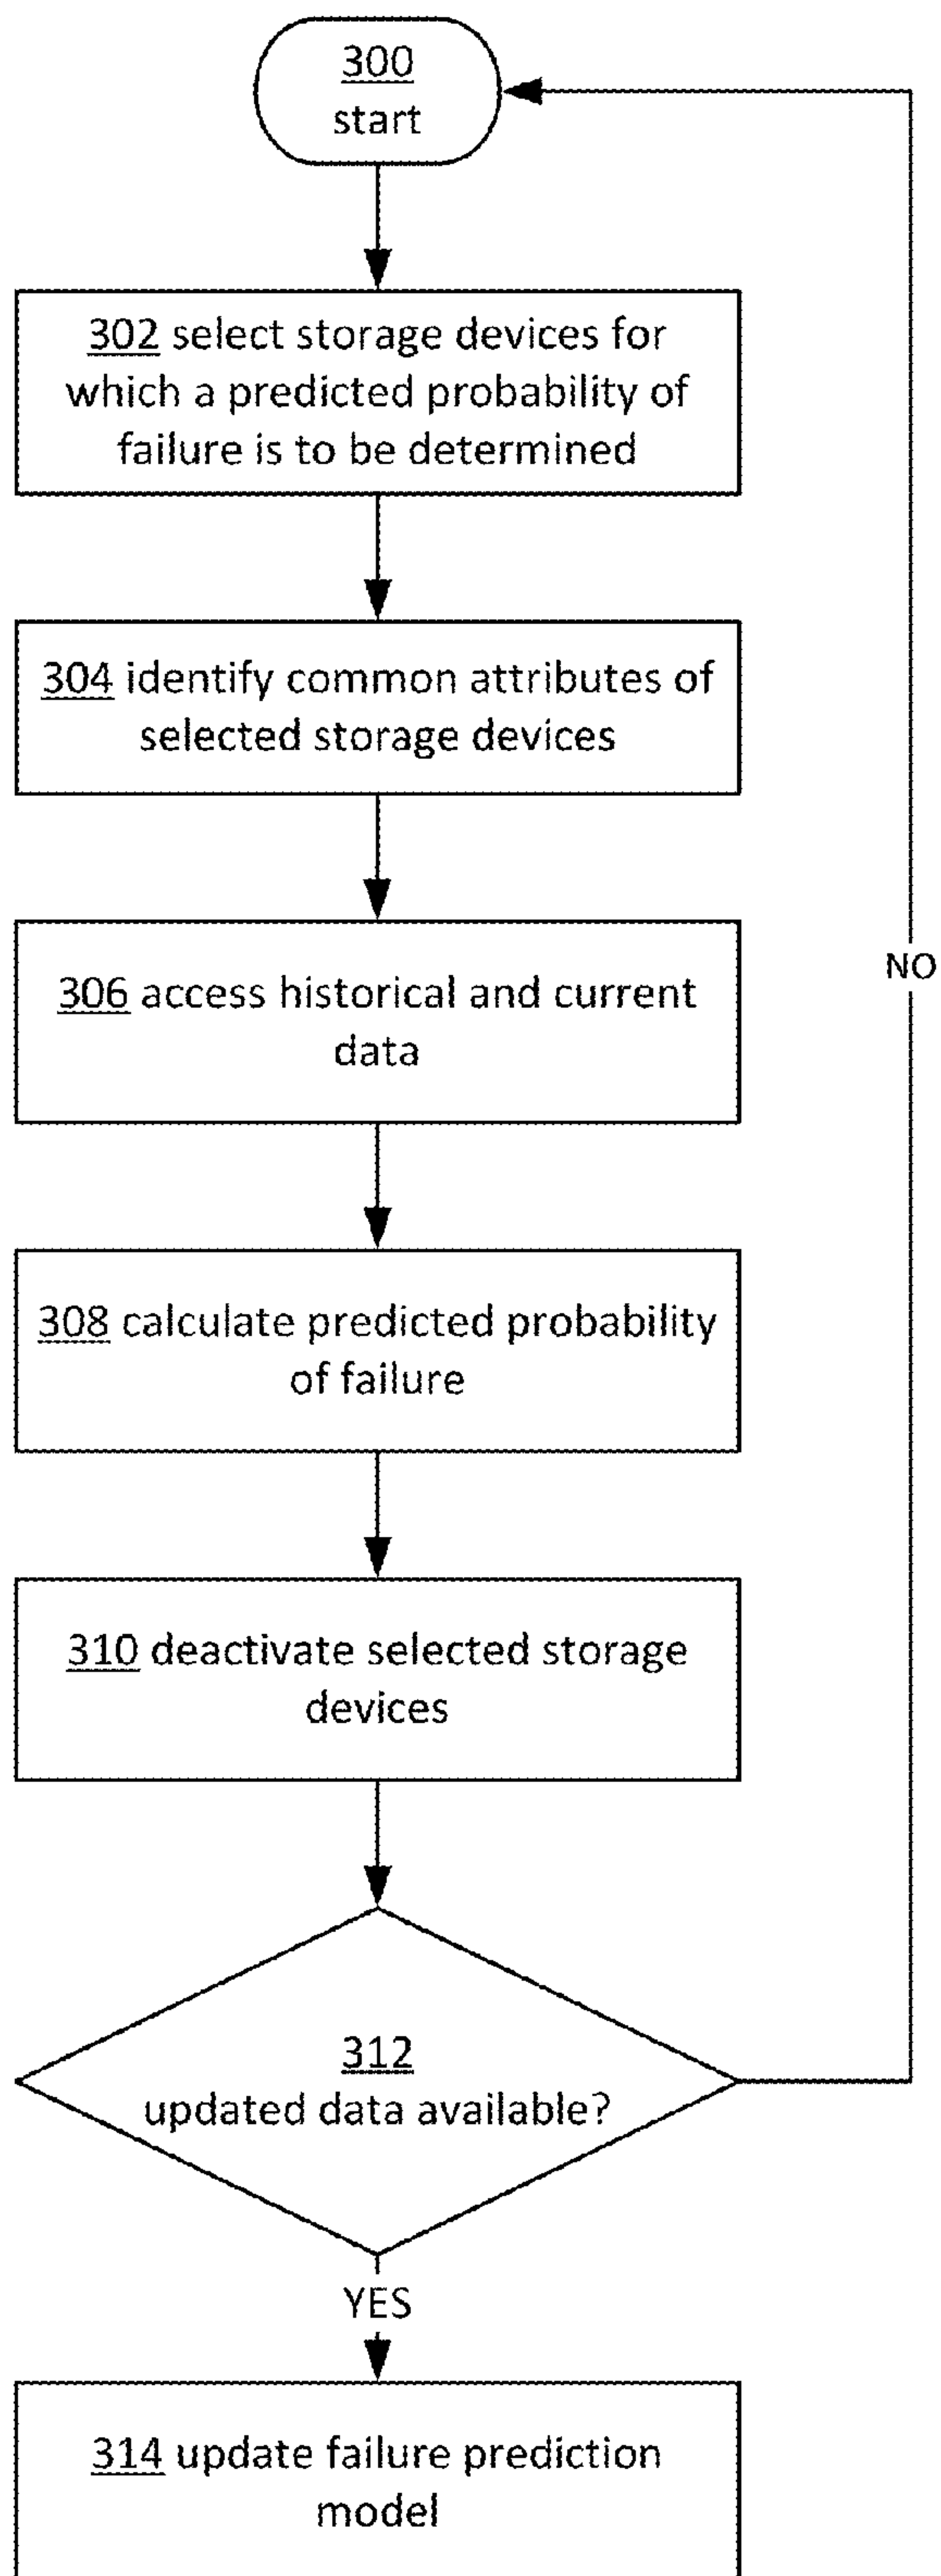 300
start
302 select storage devices for
which a predicted probability of
failure is to be determined
304 identify common attributes of
selected storage devices
306 access historical and current
data
NO
308 calculate predicted probability
of failure
310 deactivate selected storage
devices
312
updated data available?
YES
314 update failure prediction
model